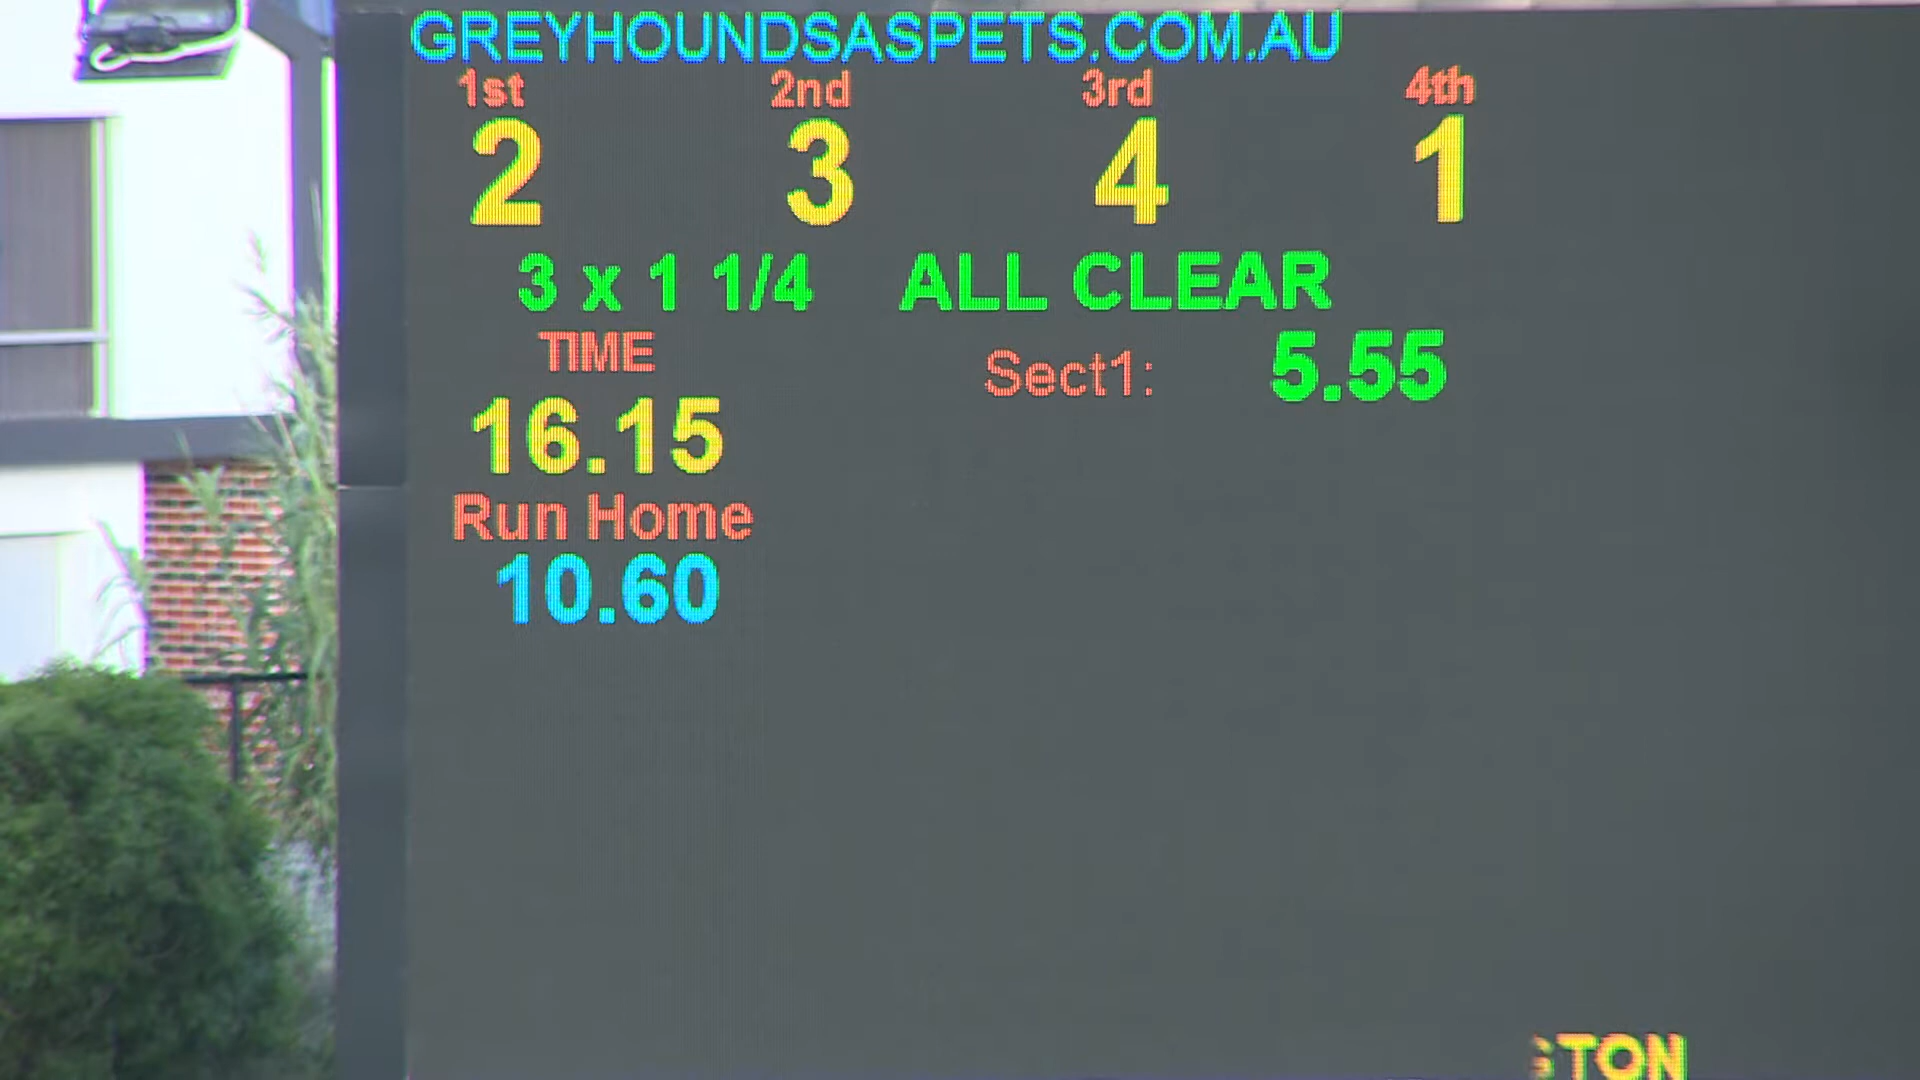 GREYHOUNDSASPETS.COM.AU
1st 2nd 3rd 4th
2 3 4 1
3 x 1 1/4 ALL CLEAR
TIME Sect1: 5.55
16.15
Run Home
10.60